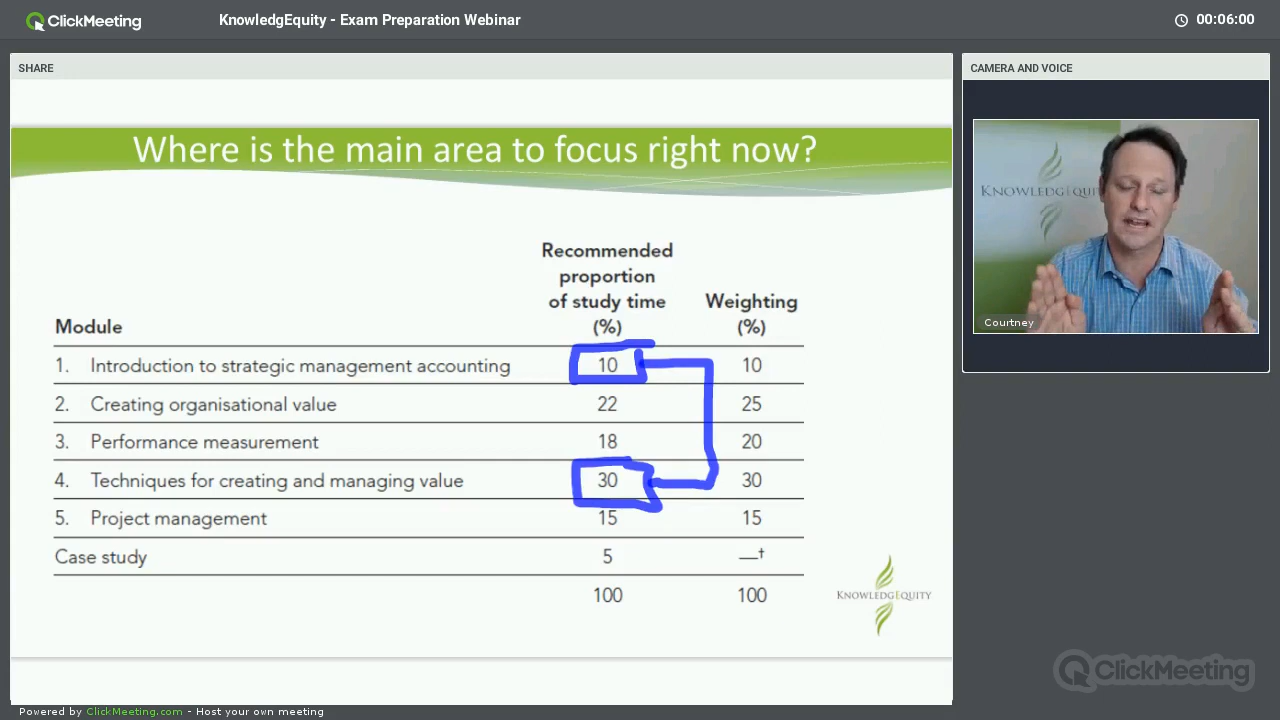 ClickMeeting
KnowledgEquity - Exam Preparation Webinar
00:06:00
SHARE
CAMERA AND VOICE
Where is the main area to focus right now?
Module
Recommended
proportion
of study time
(%)
Weighting
(%)
1. Introduction to strategic management accounting 10 10
2. Creating organisational value 22 25
3. Performance measurement 18 20
4. Techniques for creating and managing value 30 30
5. Project management 15 15
Case study 5 —†
100 100
KNOWLEDGEQUITY
KNOWLEDGEQUITY
Courtney
ClickMeeting
Powered by ClickMeeting.com - Host your own meeting